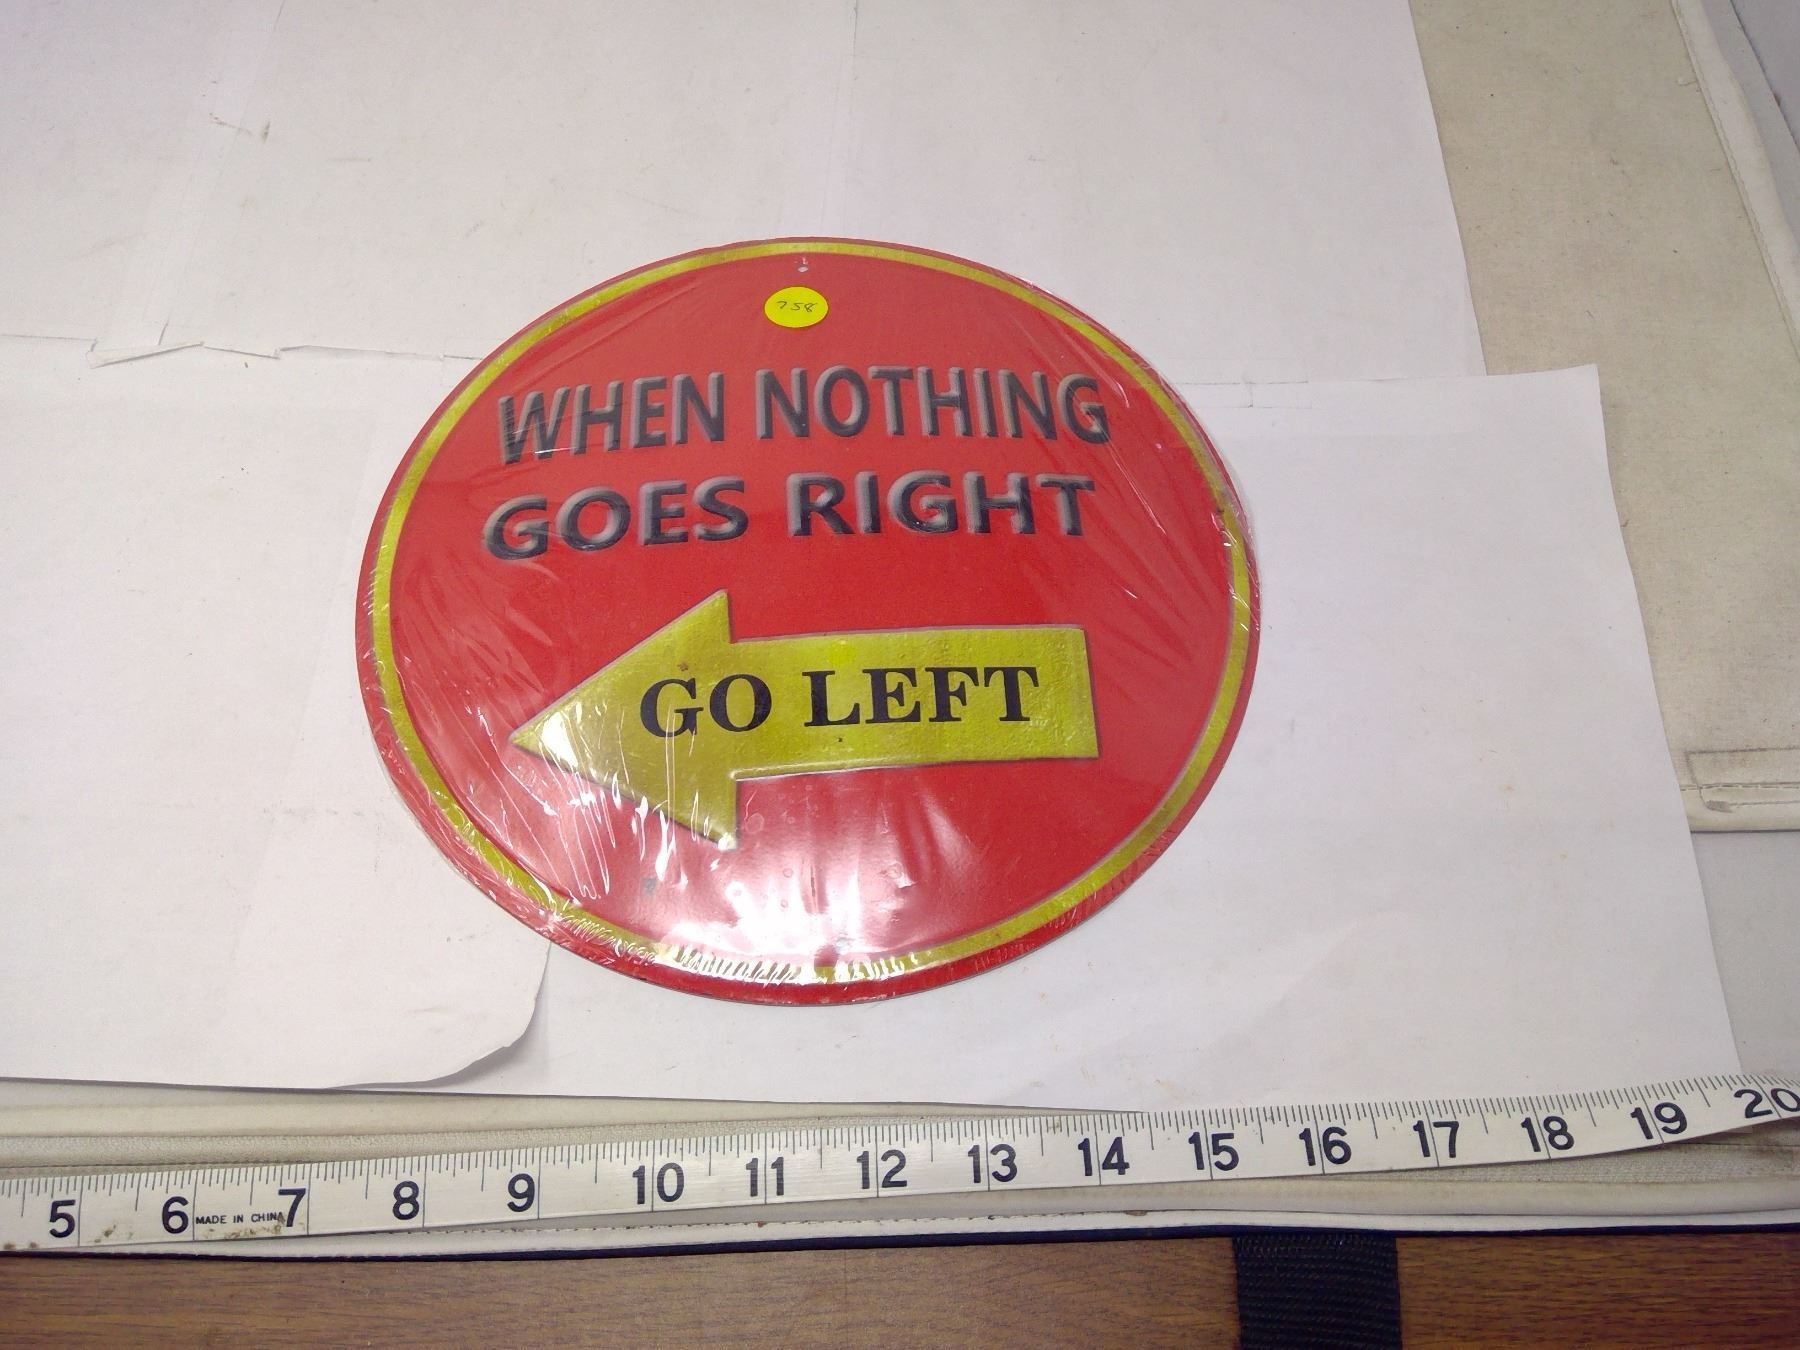 758
WHEN NOTHING
GOES RIGHT
GO LEFT
5 6 MADE IN CHINA 7 8 9 10 11 12 13 14 15 16 17 18 19 20